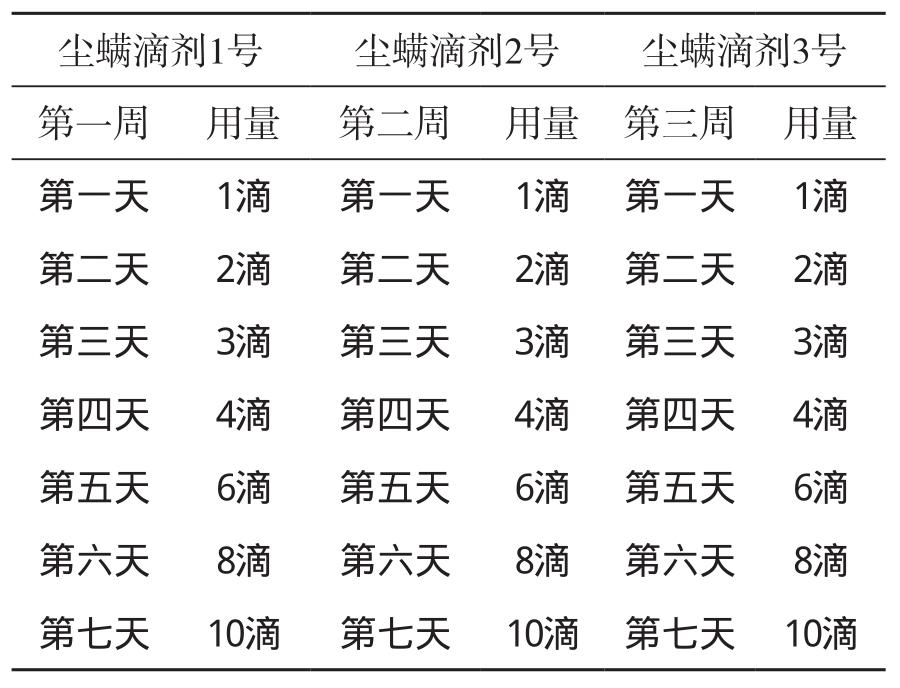 尘螨滴剂1号 尘螨滴剂2号 尘螨滴剂3号
第一周 用量 第二周 用量 第三周 用量
第一天 1滴 第一天 1滴 第一天 1滴
第二天 2滴 第二天 2滴 第二天 2滴
第三天 3滴 第三天 3滴 第三天 3滴
第四天 4滴 第四天 4滴 第四天 4滴
第五天 6滴 第五天 6滴 第五天 6滴
第六天 8滴 第六天 8滴 第六天 8滴
第七天 10滴 第七天 10滴 第七天 10滴